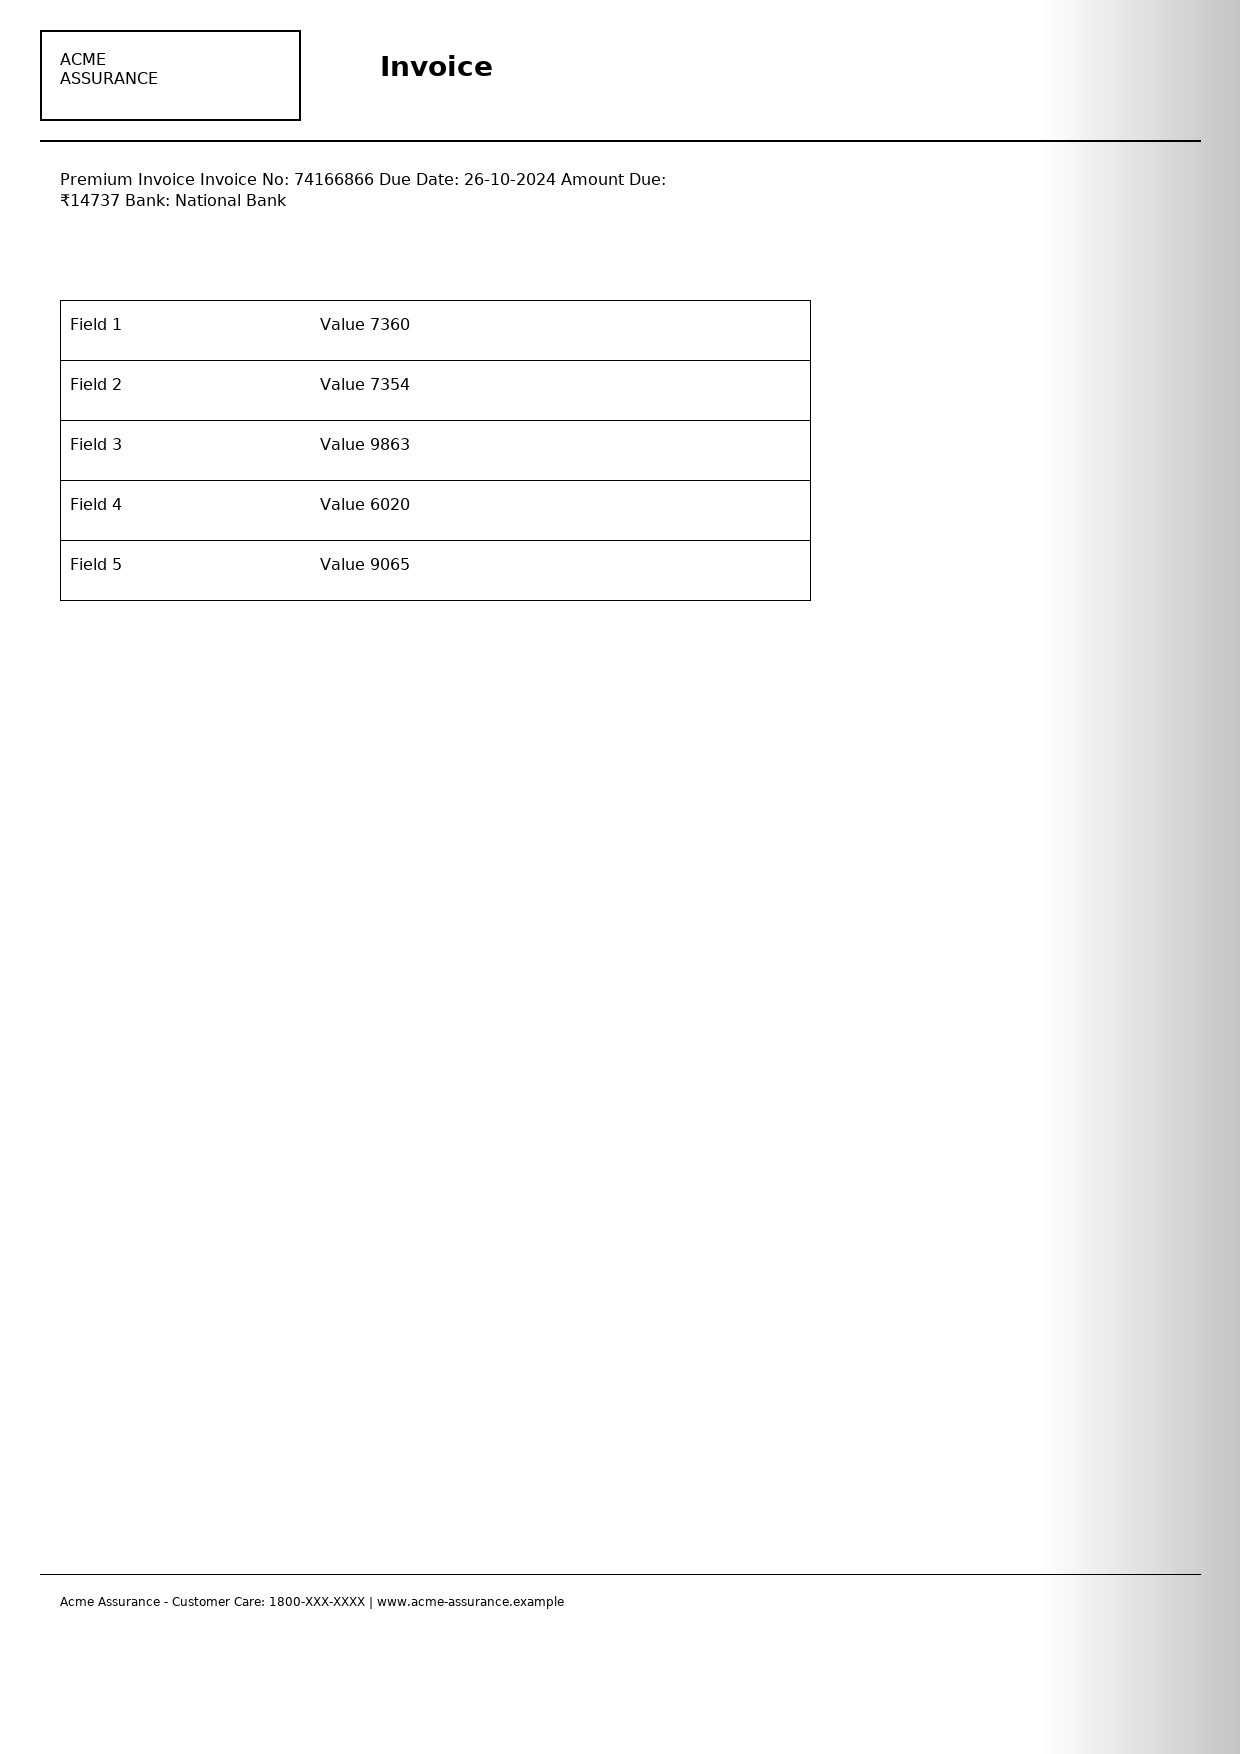 ACME
ASSURANCE
Invoice
Premium Invoice Invoice No: 74166866 Due Date: 26-10-2024 Amount Due:
₹14737 Bank: National Bank
Field 1 Value 7360
Field 2 Value 7354
Field 3 Value 9863
Field 4 Value 6020
Field 5 Value 9065
Acme Assurance - Customer Care: 1800-XXX-XXXX | www.acme-assurance.example